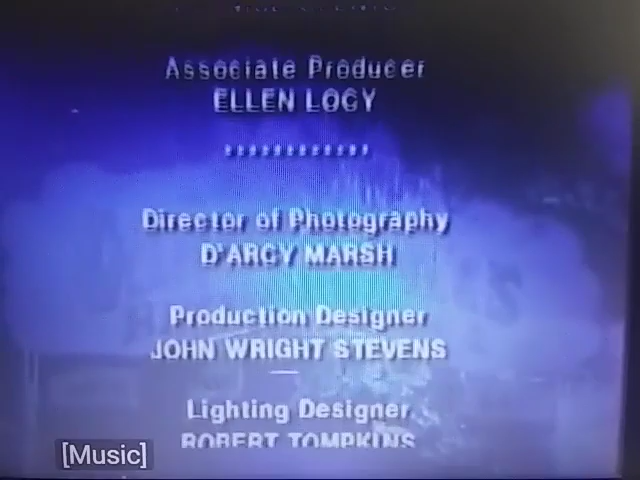 Associate Producer
ELLEN LOGY
Director of Photography
D'ARCY MARSH
Production Designer
JOHN WRIGHT STEVENS
Lighting Designer
ROBERT TOMPKINS
[Music]